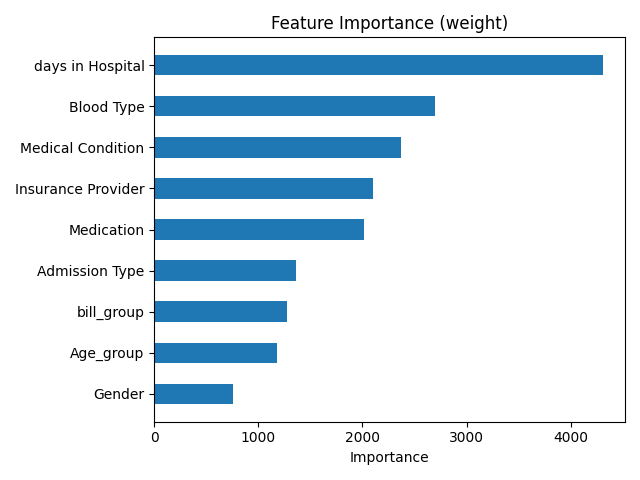 Feature Importance (weight)
days in Hospital
Blood Type
Medical Condition
Insurance Provider
Medication
Admission Type
bill_group
Age_group
Gender
0 1000 2000 3000 4000
Importance